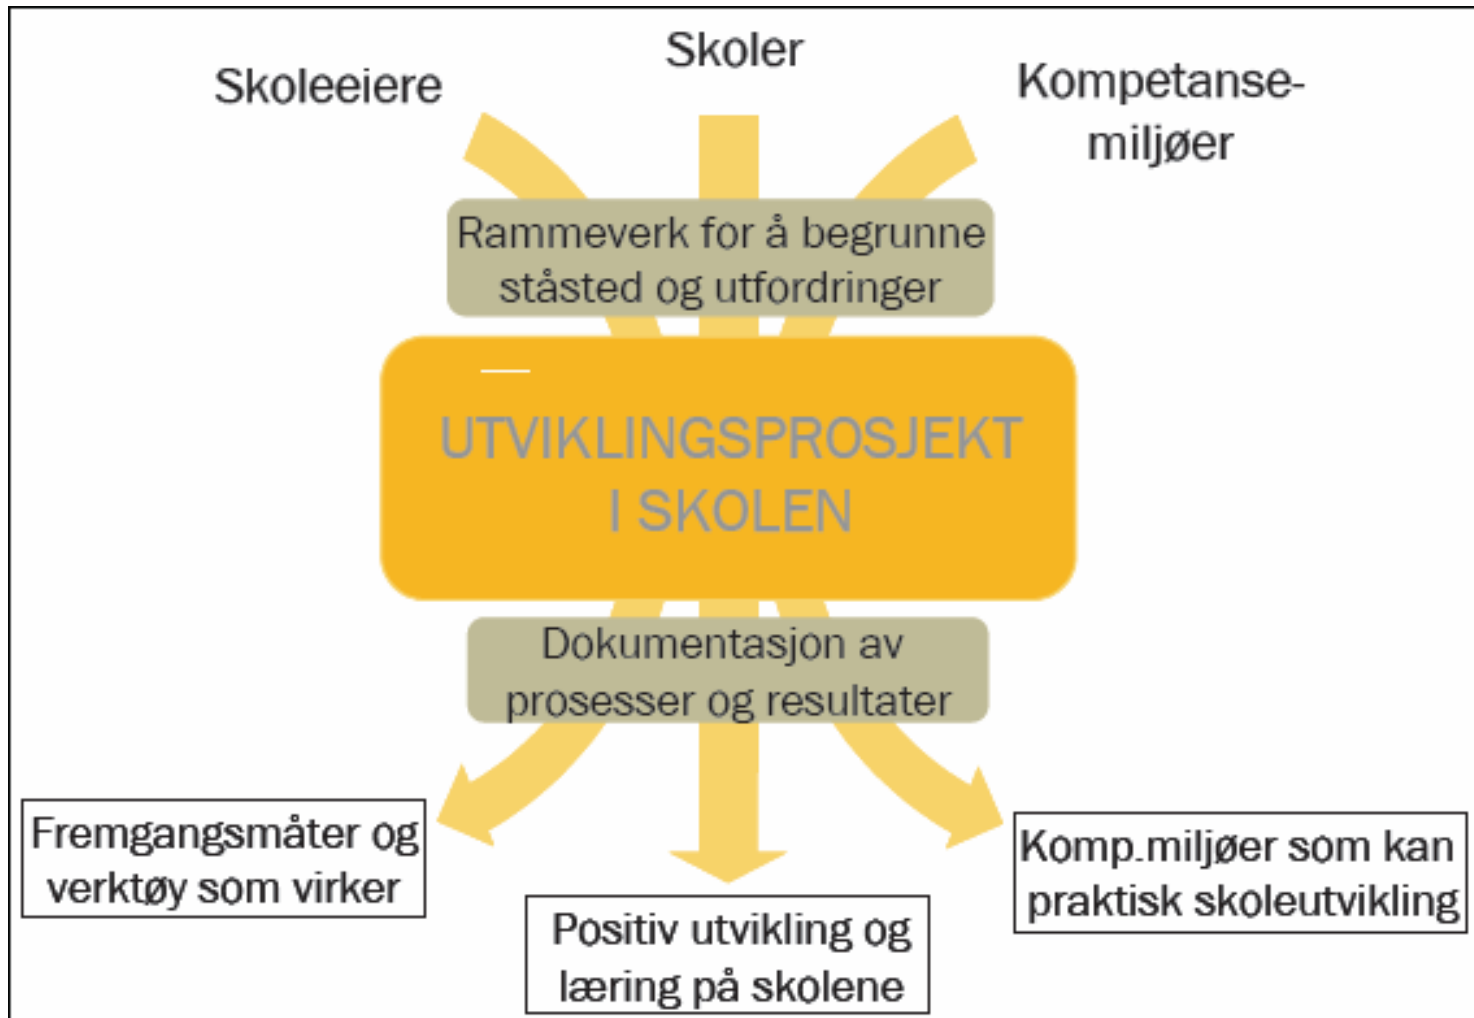 Skoleeiere
Skoler
Kompetanse-
miljøer
Rammeverk for å begrunne
ståsted og utfordringer
UTVIKLINGSPROSJEKT
I SKOLEN
Dokumentasjon av
prosesser og resultater
Fremgangsmåter og
verktøy som virker
Positiv utvikling og
læring på skolene
Komp.miljøer som kan
praktisk skoleutvikling